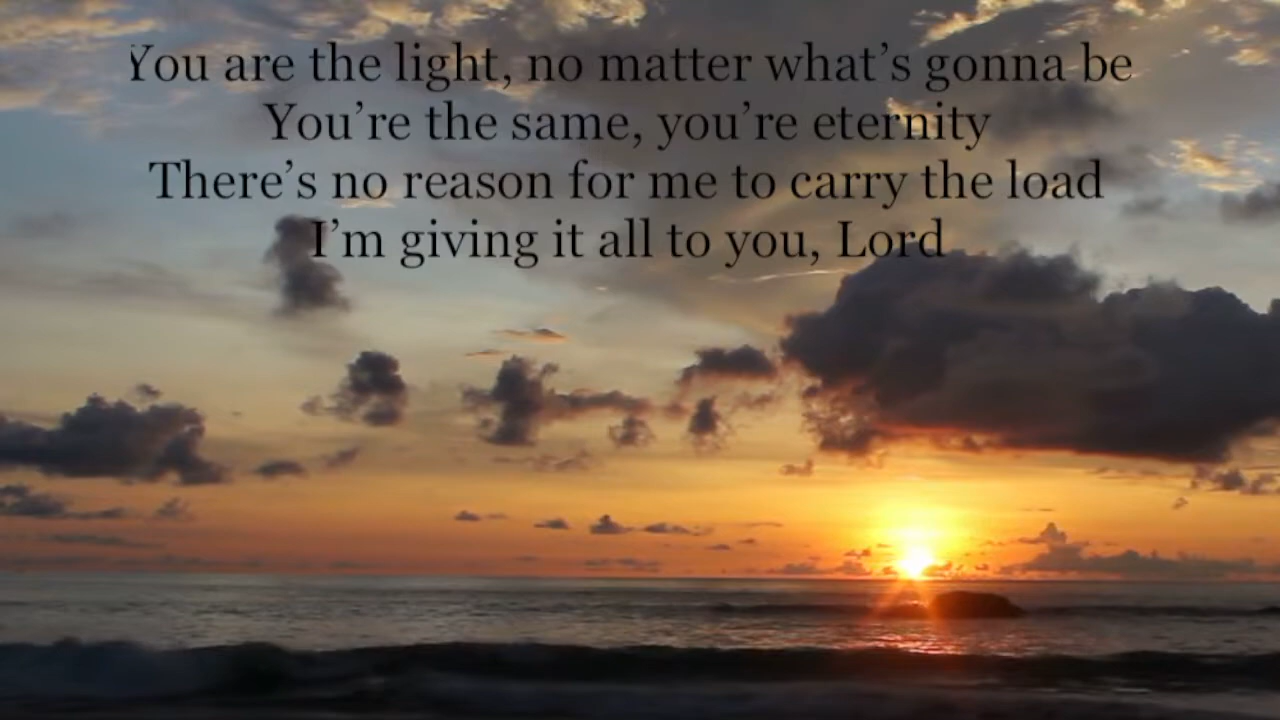 You are the light, no matter what’s gonna be
You’re the same, you’re eternity
There’s no reason for me to carry the load
I’m giving it all to you, Lord